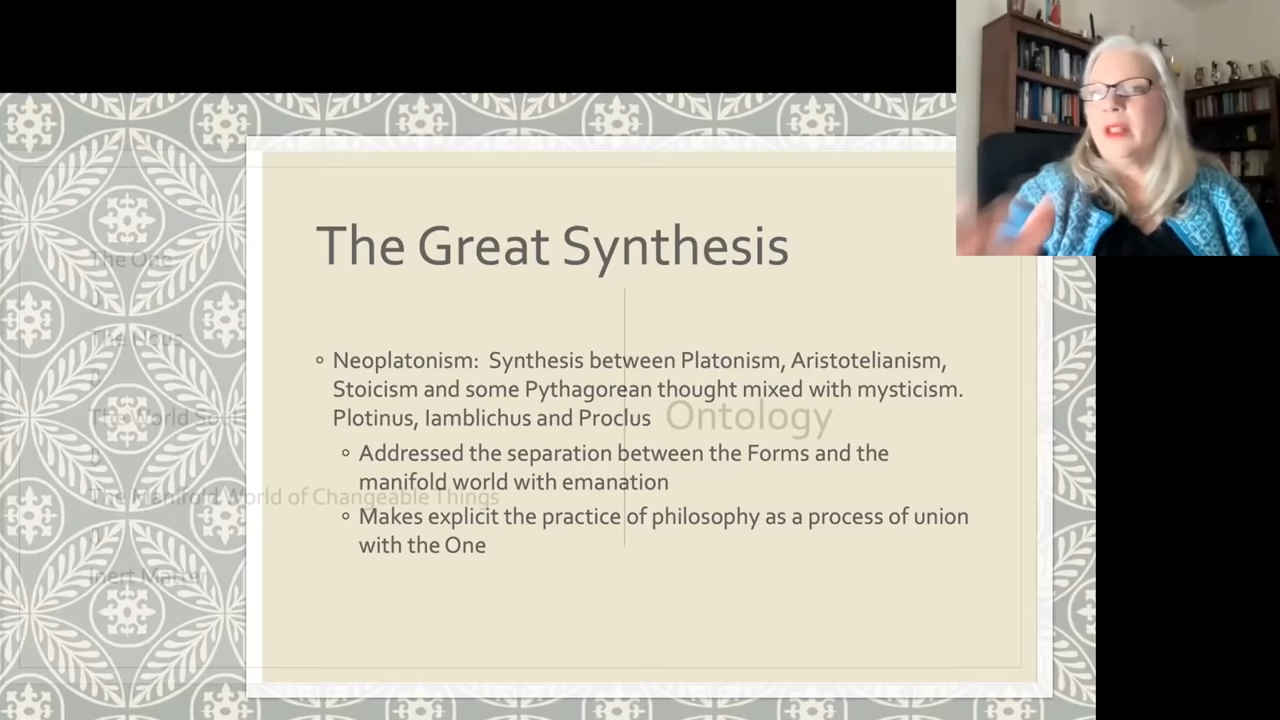 The Great Synthesis
Neoplatonism: Synthesis between Platonism, Aristotelianism,
Stoicism and some Pythagorean thought mixed with mysticism.
Plotinus, Iamblichus and Proclus
Addressed the separation between the Forms and the
manifold world with emanation
Makes explicit the practice of philosophy as a process of union
with the One
The One
The Nous
The World Soul
The Manifold World of Changeable Things
Inert Matter
Ontology